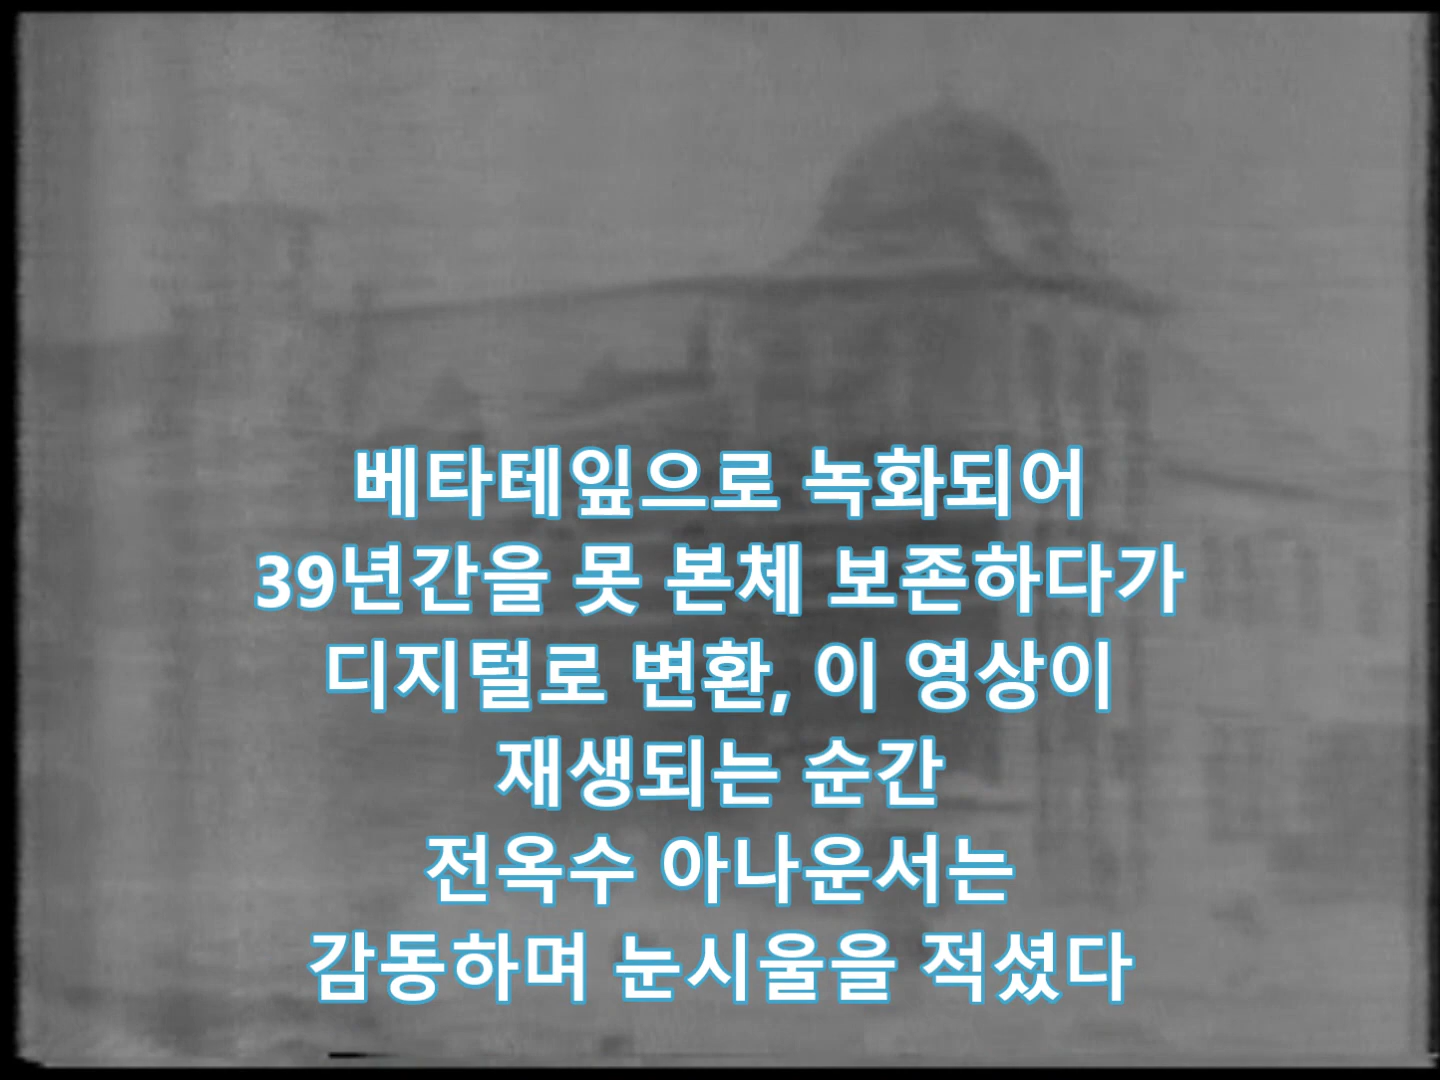 베타테잎으로 녹화되어
39년간을 못 본체 보존하다가
디지털로 변환, 이 영상이
재생되는 순간
전옥수 아나운서는
감동하며 눈시울을 적셨다